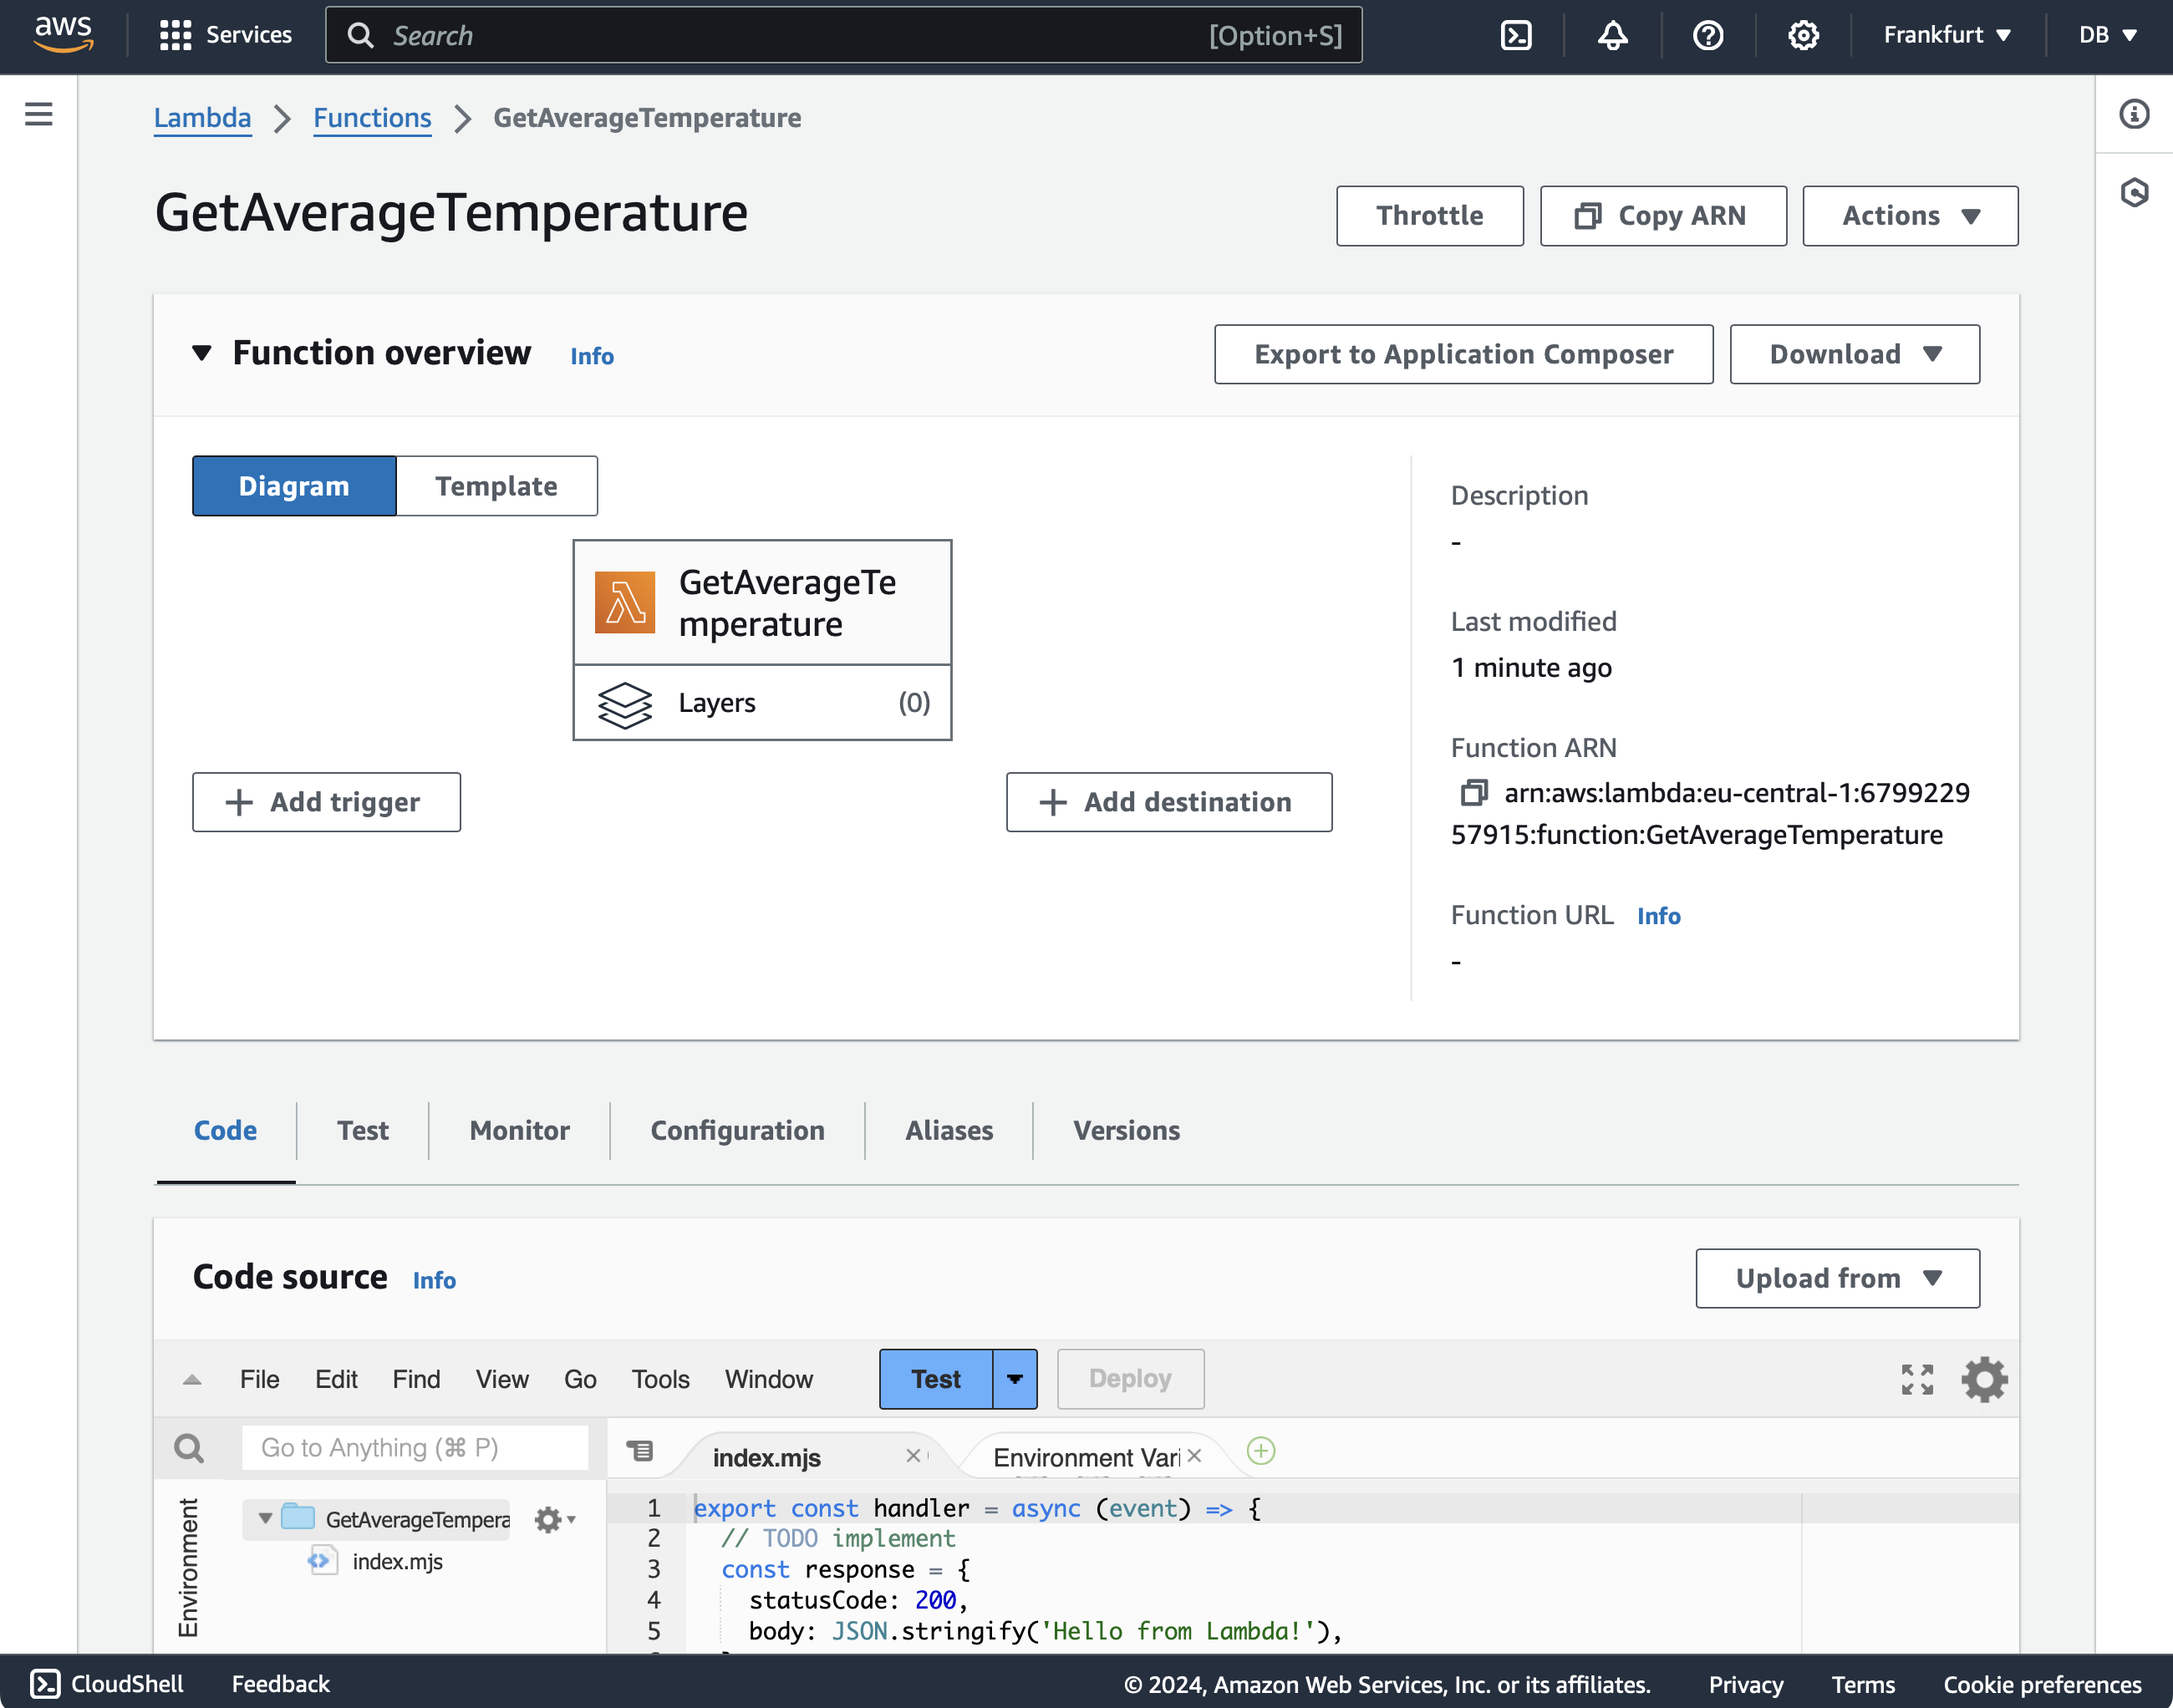 aws
Services
Search
[Option+S]
Frankfurt
DB
Lambda
Functions
GetAverageTemperature
GetAverageTemperature
Throttle
Copy ARN
Actions
Function overview
Info
Export to Application Composer
Download
Diagram
Template
GetAverageTe
mperature
Layers
(0)
Add trigger
Add destination
Description
-
Last modified
1 minute ago
Function ARN
arn:aws:lambda:eu-central-1:6799229
57915:function:GetAverageTemperature
Function URL
Info
-
Code
Test
Monitor
Configuration
Aliases
Versions
Code source
Info
Upload from
File
Edit
Find
View
Go
Tools
Window
Test
Deploy
Go to Anything (⌘ P)
index.mjs
Environment Vari
Environment
GetAverageTempera
index.mjs
1 export const handler = async (event) => {
2 // TODO implement
3 const response = {
4 statusCode: 200,
5 body: JSON.stringify('Hello from Lambda!'),
CloudShell
Feedback
© 2024, Amazon Web Services, Inc. or its affiliates.
Privacy
Terms
Cookie preferences